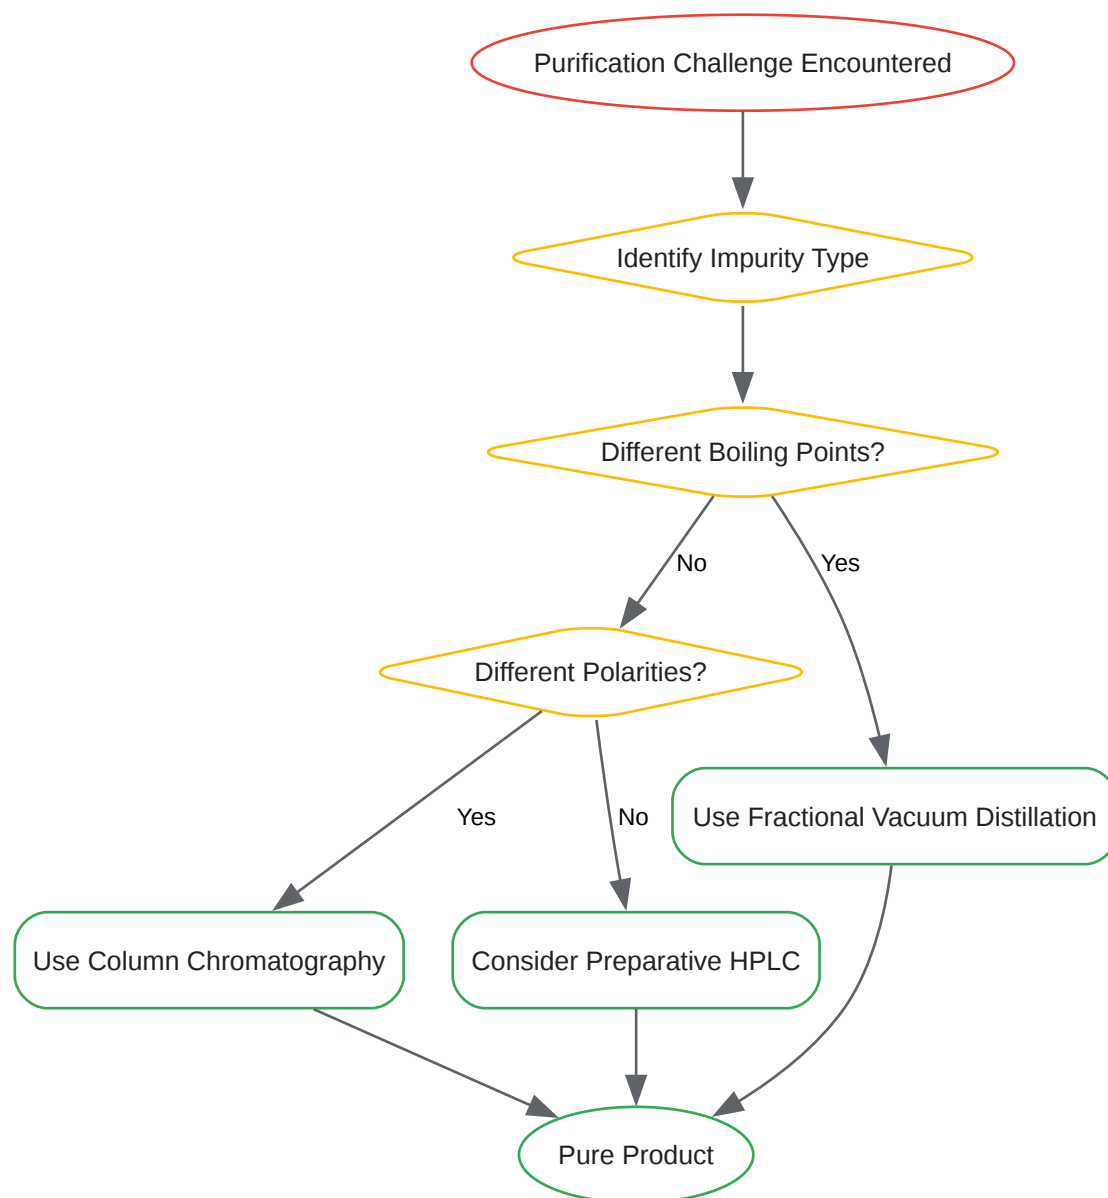 Purification Challenge Encountered
Identify Impurity Type
Different Boiling Points?
No
Yes
Different Polarities?
Yes
No
Use Fractional Vacuum Distillation
Use Column Chromatography
Consider Preparative HPLC
Pure Product